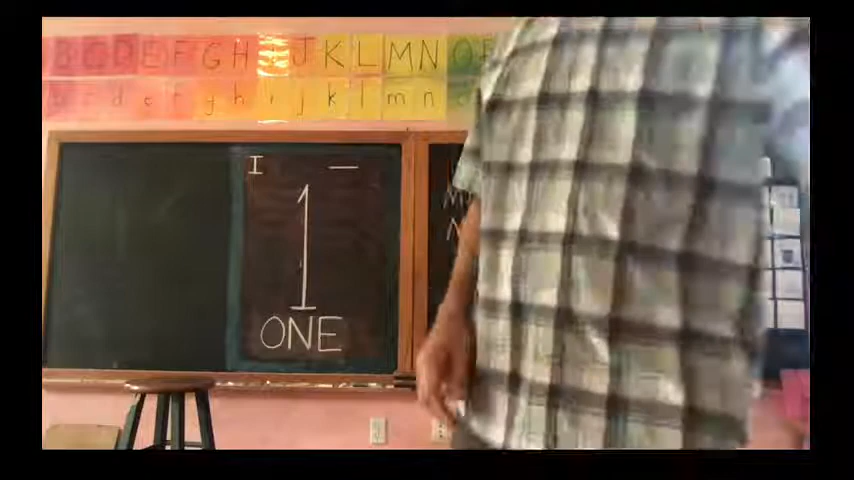 B C D E F G H I J K L M N O
b c d e f g h i j k l m n
I —
1
ONE